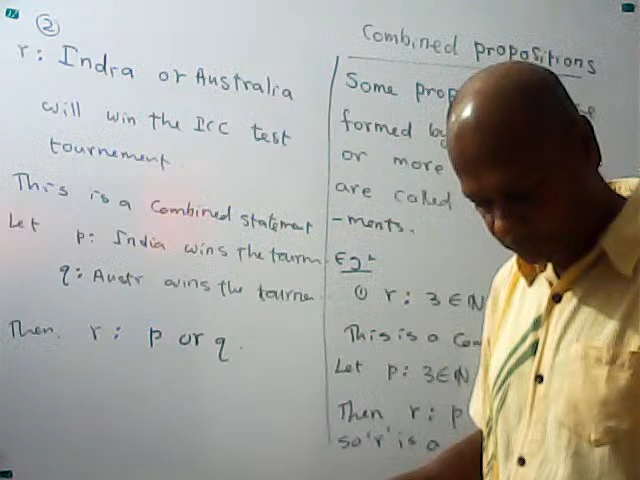 ②
r: India or Australia
will win the ICC test
tournement.
This is a Combined statement
Let p: India wins the tourn
q: Austr wins the tourne
Then, r: p or q.
Combined propositions
Some prop
formed by
or more
are called
-ments.
Eg:
① r: 3 ∈ N
This is a Com
Let p: 3 ∈ N
Then r: p
so 'r' is a